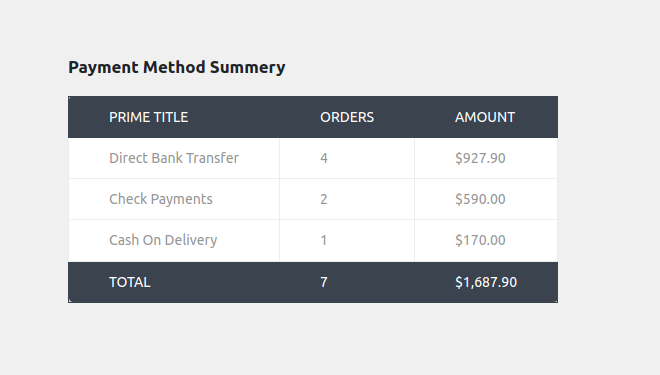 Payment Method Summery
PRIME TITLE ORDERS AMOUNT
Direct Bank Transfer 4 $927.90
Check Payments 2 $590.00
Cash On Delivery 1 $170.00
TOTAL 7 $1,687.90